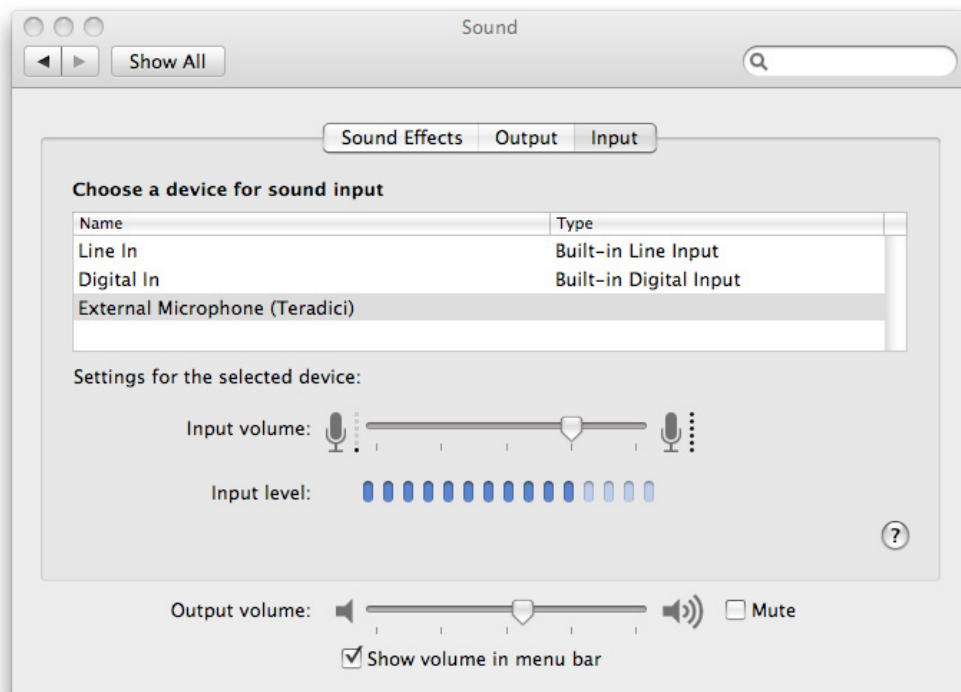 Sound
Show All
Sound Effects Output Input
Choose a device for sound input
Name Type
Line In Built-in Line Input
Digital In Built-in Digital Input
External Microphone (Teradici)
Settings for the selected device:
Input volume:
Input level:
?
Output volume: Mute
Show volume in menu bar